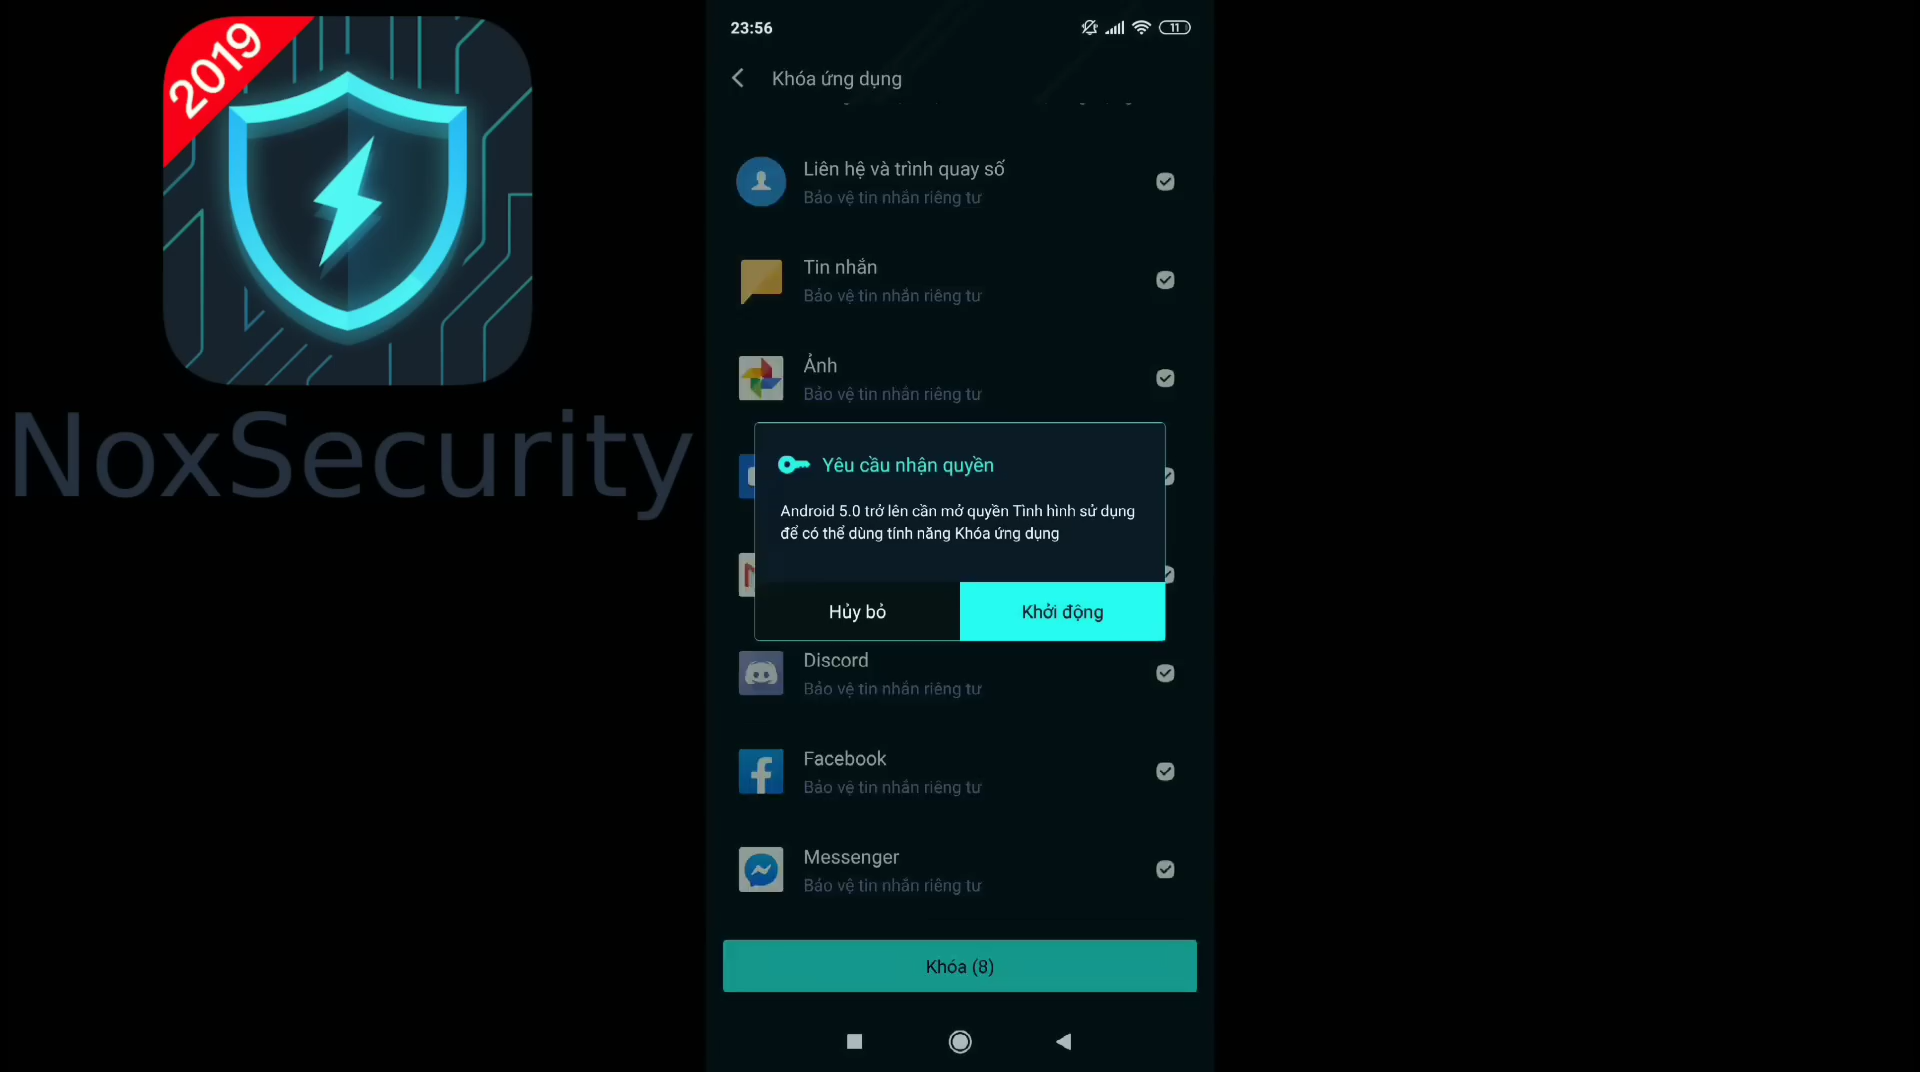 2019
NoxSecurity
23:56
11
Khóa ứng dụng
Liên hệ và trình quay số
Bảo vệ tin nhắn riêng tư
Tin nhắn
Bảo vệ tin nhắn riêng tư
Ảnh
Bảo vệ tin nhắn riêng tư
Yêu cầu nhận quyền
Android 5.0 trở lên cần mở quyền Tình hình sử dụng
để có thể dùng tính năng Khóa ứng dụng
Hủy bỏ
Khởi động
Discord
Bảo vệ tin nhắn riêng tư
Facebook
Bảo vệ tin nhắn riêng tư
Messenger
Bảo vệ tin nhắn riêng tư
Khóa (8)